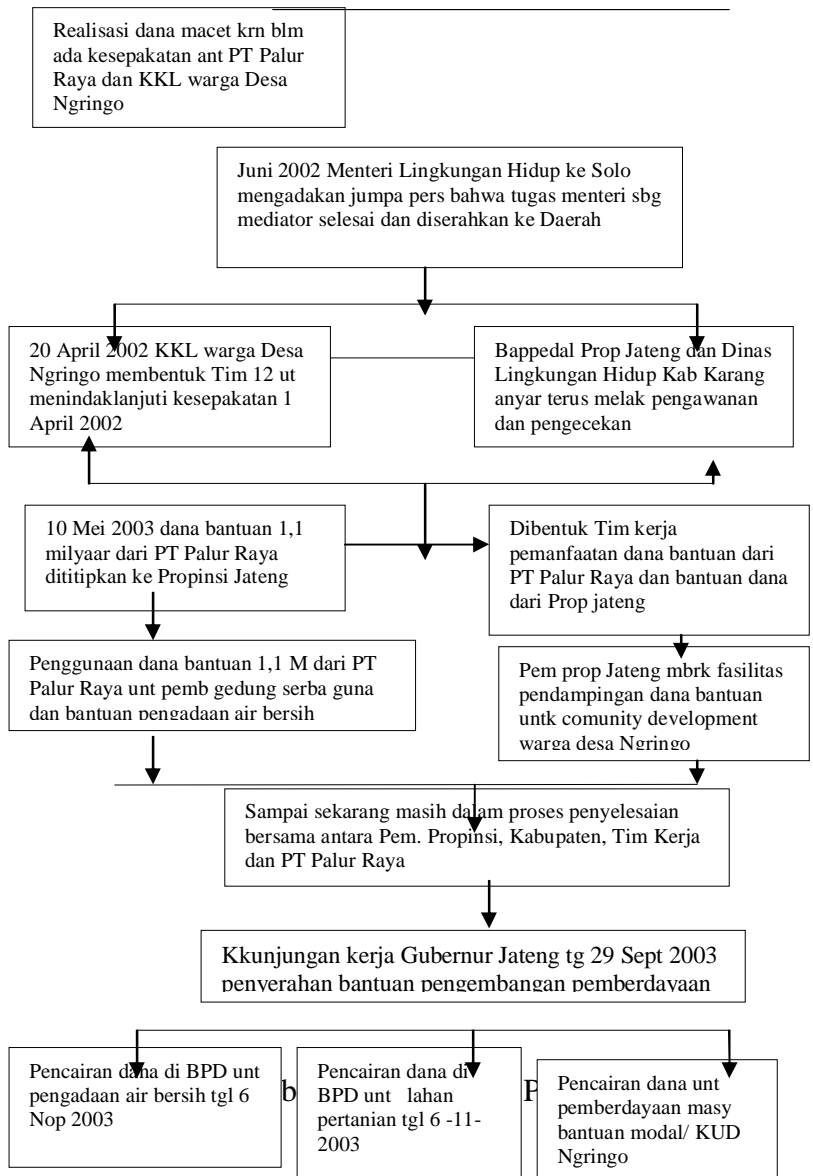 Realisasi dana macet krn blm
ada kesepakatan ant PT Palur
Raya dan KKL warga Desa
Ngringo
Juni 2002 Menteri Lingkungan Hidup ke Solo
mengadakan jumpa pers bahwa tugas menteri sbg
mediator selesai dan diserahkan ke Daerah
20 April 2002 KKL warga Desa
Ngringo membentuk Tim 12 ut
menindaklanjuti kesepakatan 1
April 2002
Bappedal Prop Jateng dan Dinas
Lingkungan Hidup Kab Karang
anyar terus melak pengawanan
dan pengecekan
10 Mei 2003 dana bantuan 1,1
milyaar dari PT Palur Raya
dititipkan ke Propinsi Jateng
Dibentuk Tim kerja
pemanfaatan dana bantuan dari
PT Palur Raya dan bantuan dana
dari Prop jateng
Penggunaan dana bantuan 1,1 M dari PT
Palur Raya unt pemb gedung serba guna
dan bantuan pengadaan air bersih
Pem prop Jateng mbrk fasilitas
pendampingan dana bantuan
untk comunity development
warga desa Ngringo
Sampai sekarang masih dalam proses penyelesaian
bersama antara Pem. Propinsi, Kabupaten, Tim Kerja
dan PT Palur Raya
Kkunjungan kerja Gubernur Jateng tg 29 Sept 2003
penyerahan bantuan pengembangan pemberdayaan
Pencairan dana di BPD unt
pengadaan air bersih tgl 6
Nop 2003
b
Pencairan dana di
BPD unt lahan
pertanian tgl 6 -11-
2003
P
Pencairan dana unt
pemberdayaan masy
bantuan modal/ KUD
Ngringo